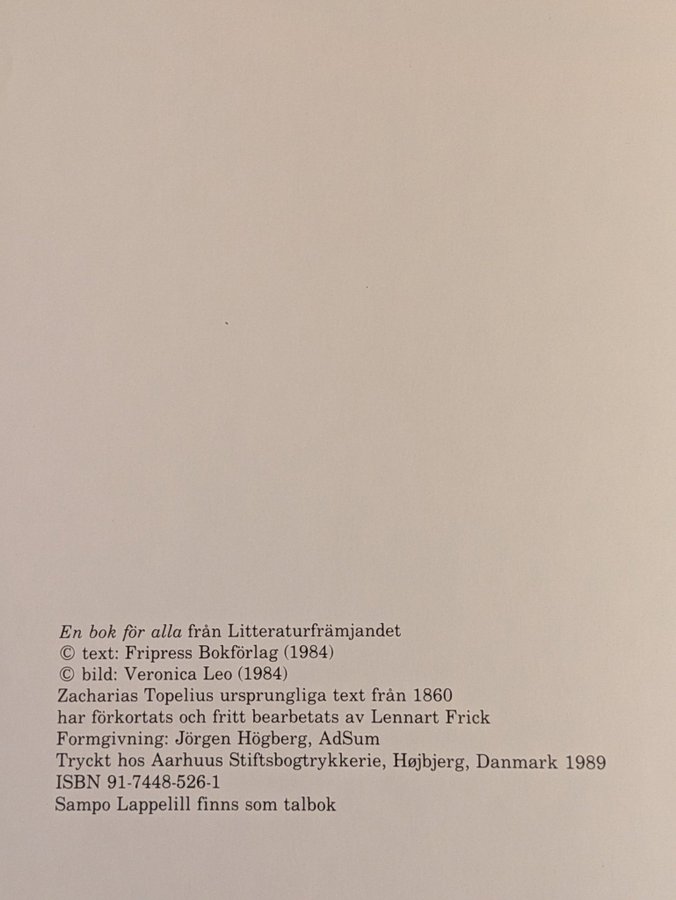 En bok för alla från Litteraturfrämjandet
© text: Fripress Bokförlag (1984)
© bild: Veronica Leo (1984)
Zacharias Topelius ursprungliga text från 1860
har förkortats och fritt bearbetats av Lennart Frick
Formgivning: Jörgen Högberg, AdSum
Tryckt hos Aarhuus Stiftsbogtrykkerie, Højbjerg, Danmark 1989
ISBN 91-7448-526-1
Sampo Lappelill finns som talbok